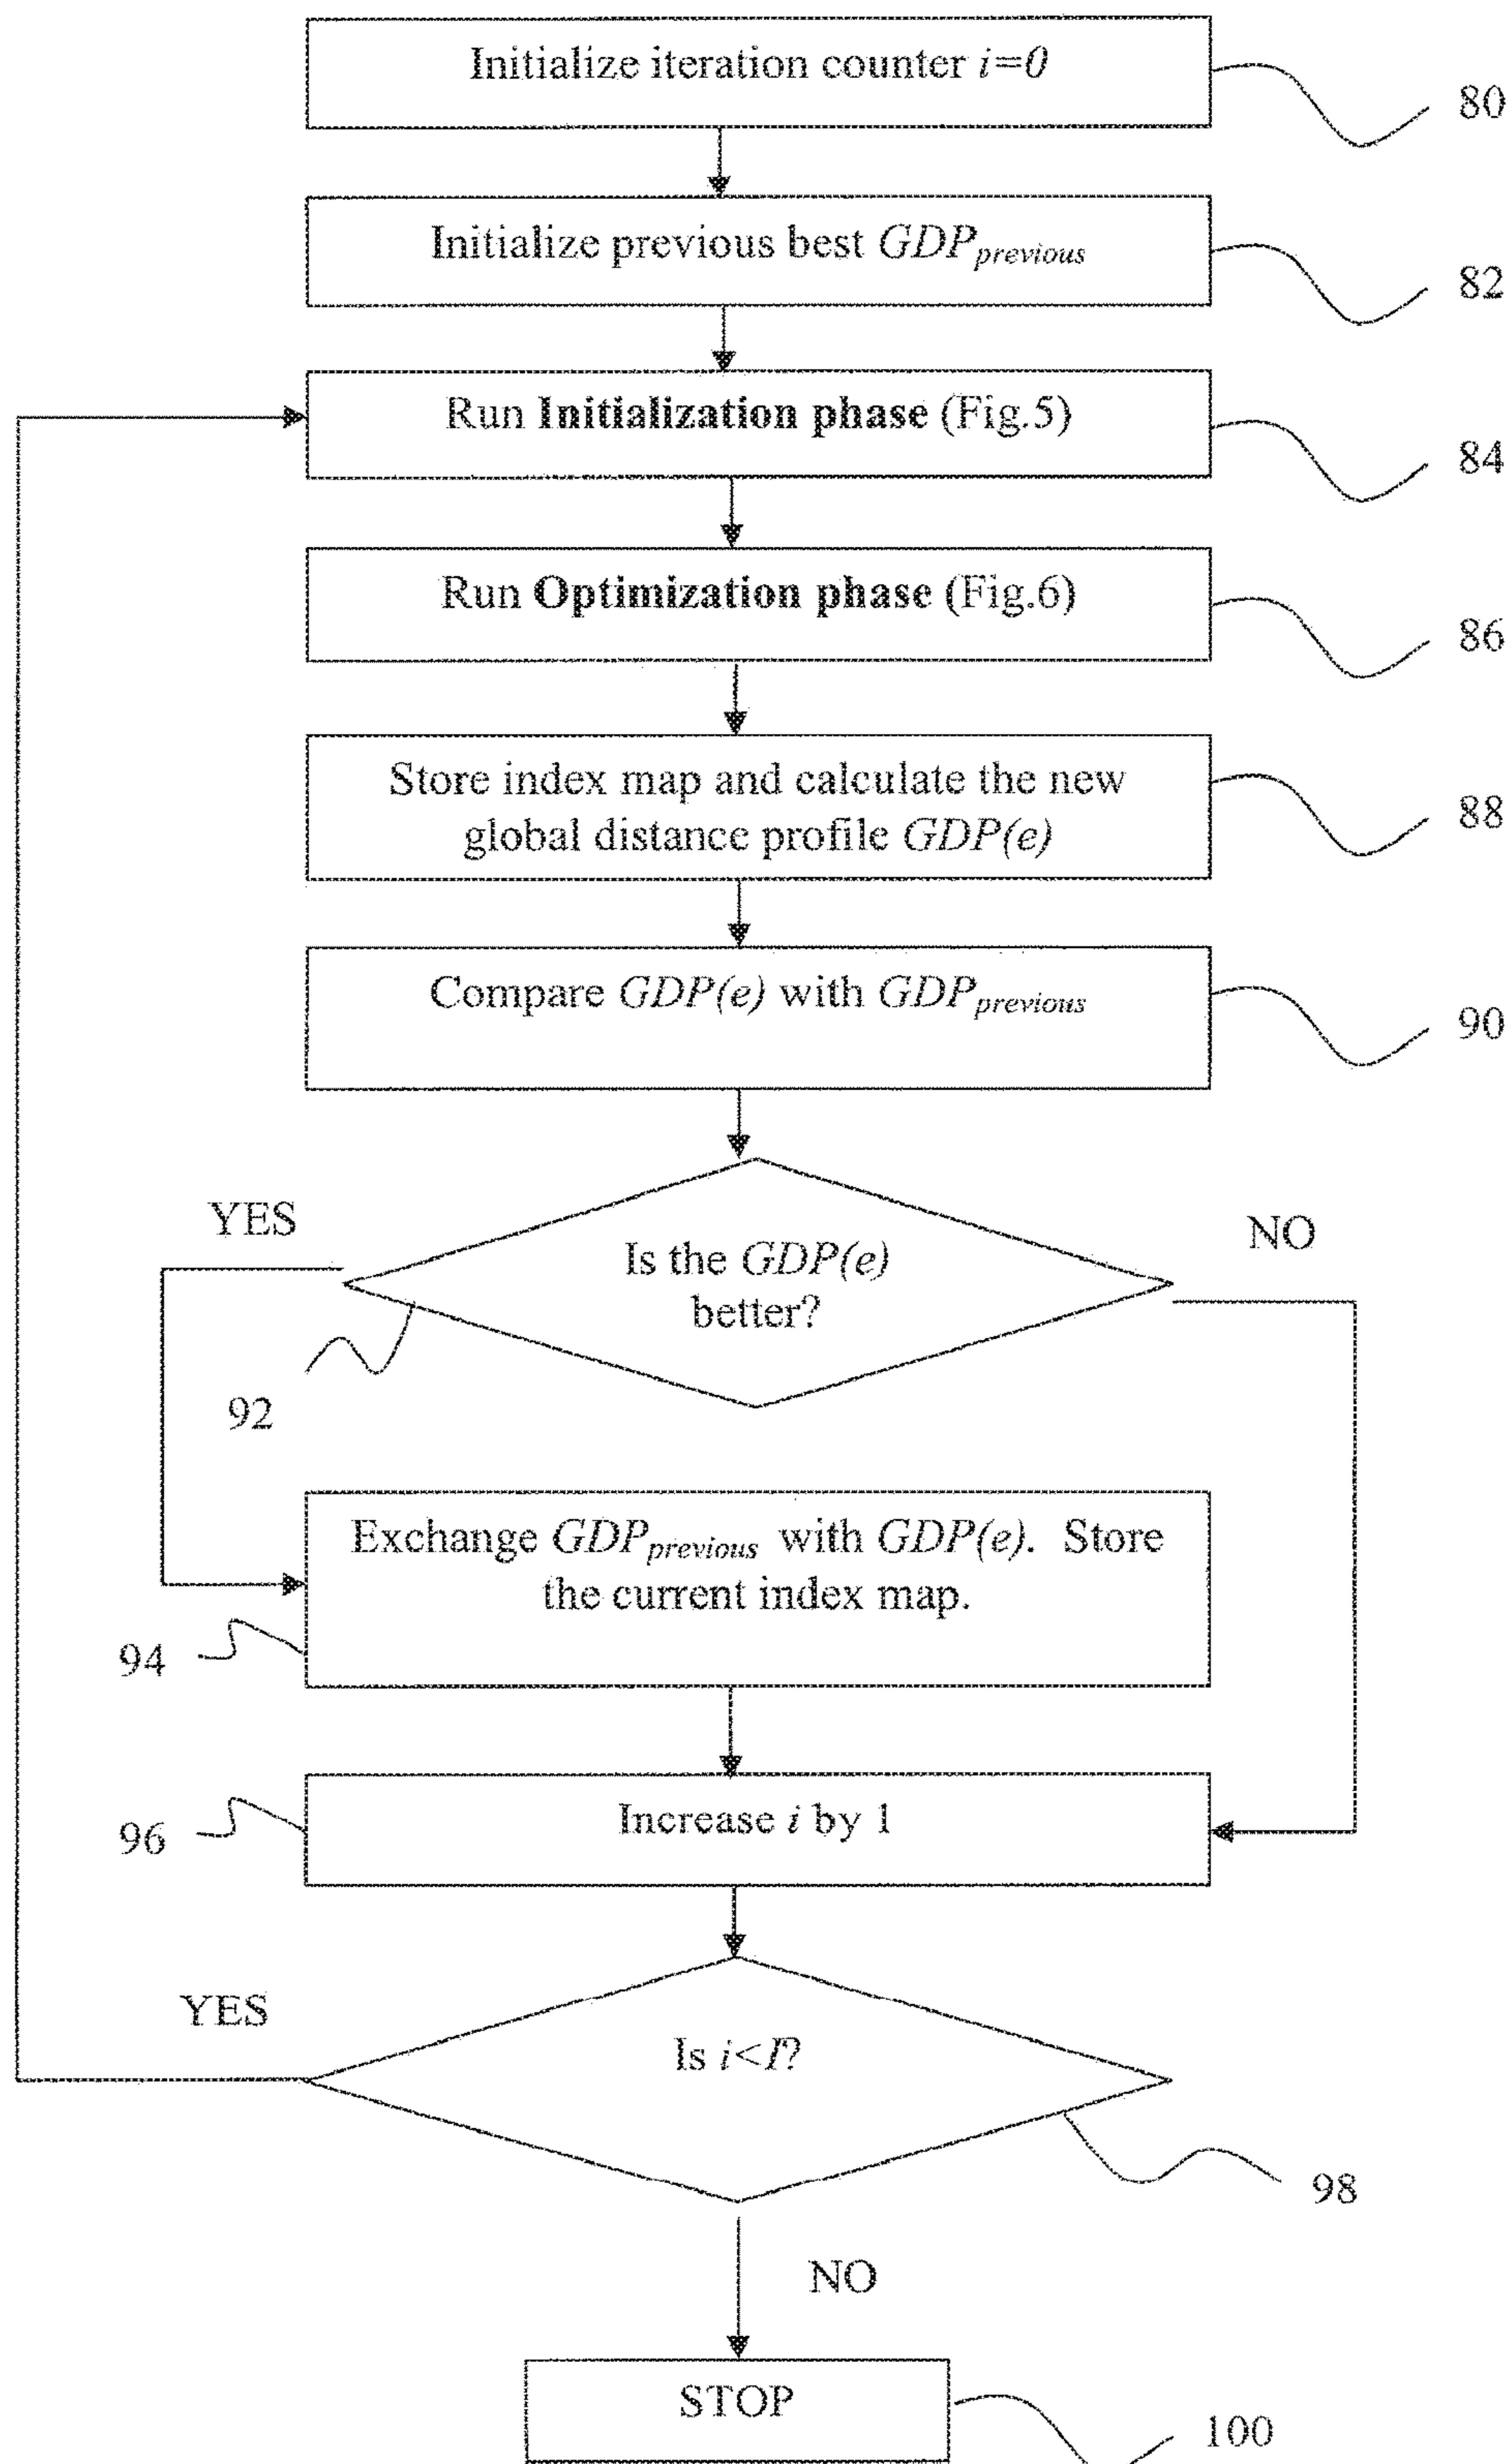 Initialize iteration counter i=0
80
Initialize previous best GDPprevious
82
Run Initialization phase (Fig.5)
84
Run Optimization phase (Fig.6)
86
Store index map and calculate the new
global distance profile GDP(e)
88
Compare GDP(e) with GDPprevious
90
YES
NO
Is the GDP(e)
better?
92
Exchange GDPprevious with GDP(e). Store
the current index map.
94
Increase i by 1
96
YES
Is i<I?
98
NO
STOP
100